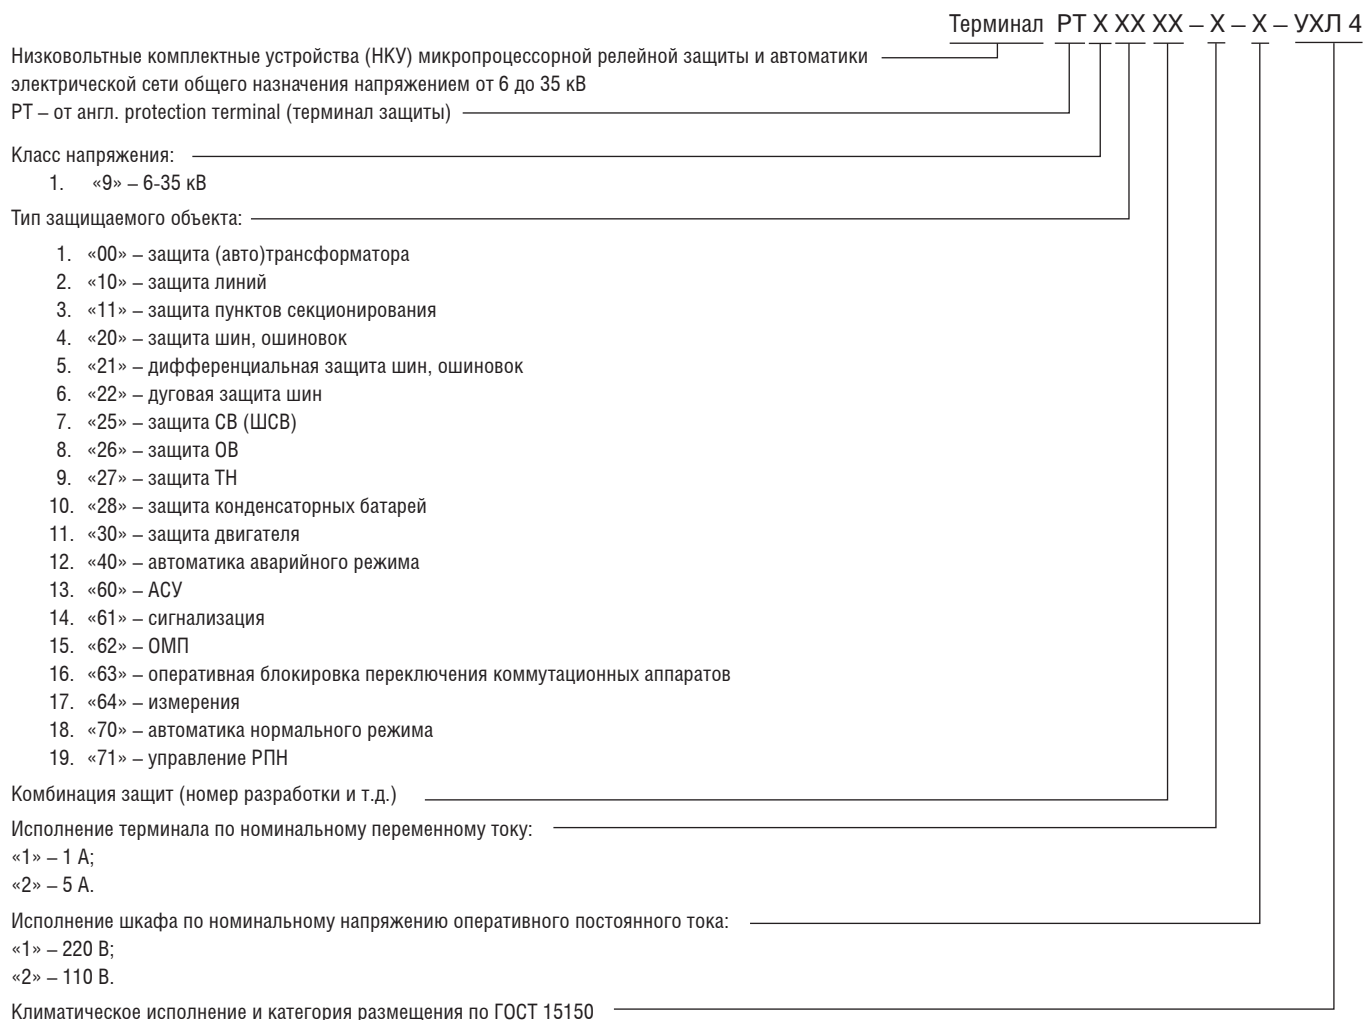 Терминал РТ Х ХХ ХХ – Х – Х – УХЛ 4
Низковольтные комплектные устройства (НКУ) микропроцессорной релейной защиты и автоматики
электрической сети общего назначения напряжением от 6 до 35 кВ
РТ – от англ. protection terminal (терминал защиты)
Класс напряжения:
1. «9» – 6-35 кВ
Тип защищаемого объекта:
1. «00» – защита (авто)трансформатора
2. «10» – защита линий
3. «11» – защита пунктов секционирования
4. «20» – защита шин, ошиновок
5. «21» – дифференциальная защита шин, ошиновок
6. «22» – дуговая защита шин
7. «25» – защита СВ (ШСВ)
8. «26» – защита ОВ
9. «27» – защита ТН
10. «28» – защита конденсаторных батарей
11. «30» – защита двигателя
12. «40» – автоматика аварийного режима
13. «60» – АСУ
14. «61» – сигнализация
15. «62» – ОМП
16. «63» – оперативная блокировка переключения коммутационных аппаратов
17. «64» – измерения
18. «70» – автоматика нормального режима
19. «71» – управление РПН
Комбинация защит (номер разработки и т.д.)
Исполнение терминала по номинальному переменному току:
«1» – 1 А;
«2» – 5 А.
Исполнение шкафа по номинальному напряжению оперативного постоянного тока:
«1» – 220 В;
«2» – 110 В.
Климатическое исполнение и категория размещения по ГОСТ 15150